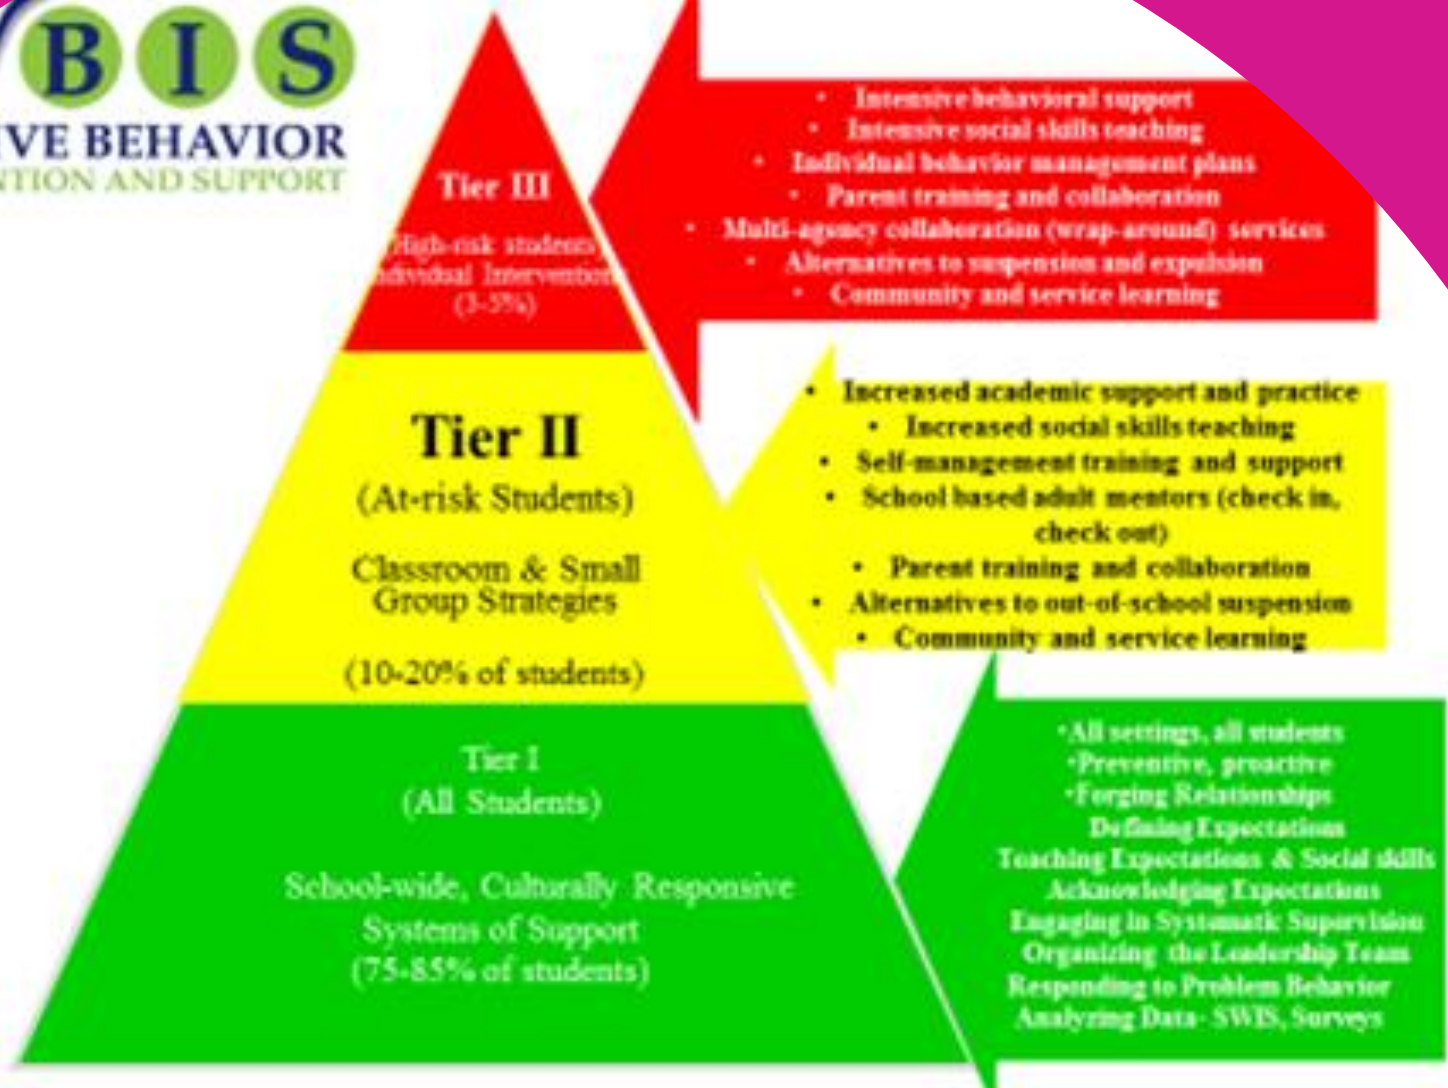 BIS
IVE BEHAVIOR
NTION AND SUPPORT
Tier III
High-risk students
ndividual Intervention
(3-5%)
• Intensive behavioral support
• Intensive social skills teaching
• Individual behavior management plans
• Parent training and collaboration
• Multi-agency collaboration (wrap-around) services
• Alternatives to suspension and expulsion
• Community and service learning
Tier II
(At-risk Students)
Classroom & Small
Group Strategies
(10-20% of students)
• Increased academic support and practice
• Increased social skills teaching
• Self-management training and support
• School based adult mentors (check in,
check out)
• Parent training and collaboration
• Alternatives to out-of-school suspension
• Community and service learning
Tier I
(All Students)
School-wide, Culturally Responsive
Systems of Support
(75-85% of students)
•All settings, all students
•Preventive, proactive
•Forging Relationships
Defining Expectations
Teaching Expectations & Social skills
Acknowledging Expectations
Engaging in Systematic Supervision
Organizing the Leadership Team
Responding to Problem Behavior
Analyzing Data- SWIS, Surveys